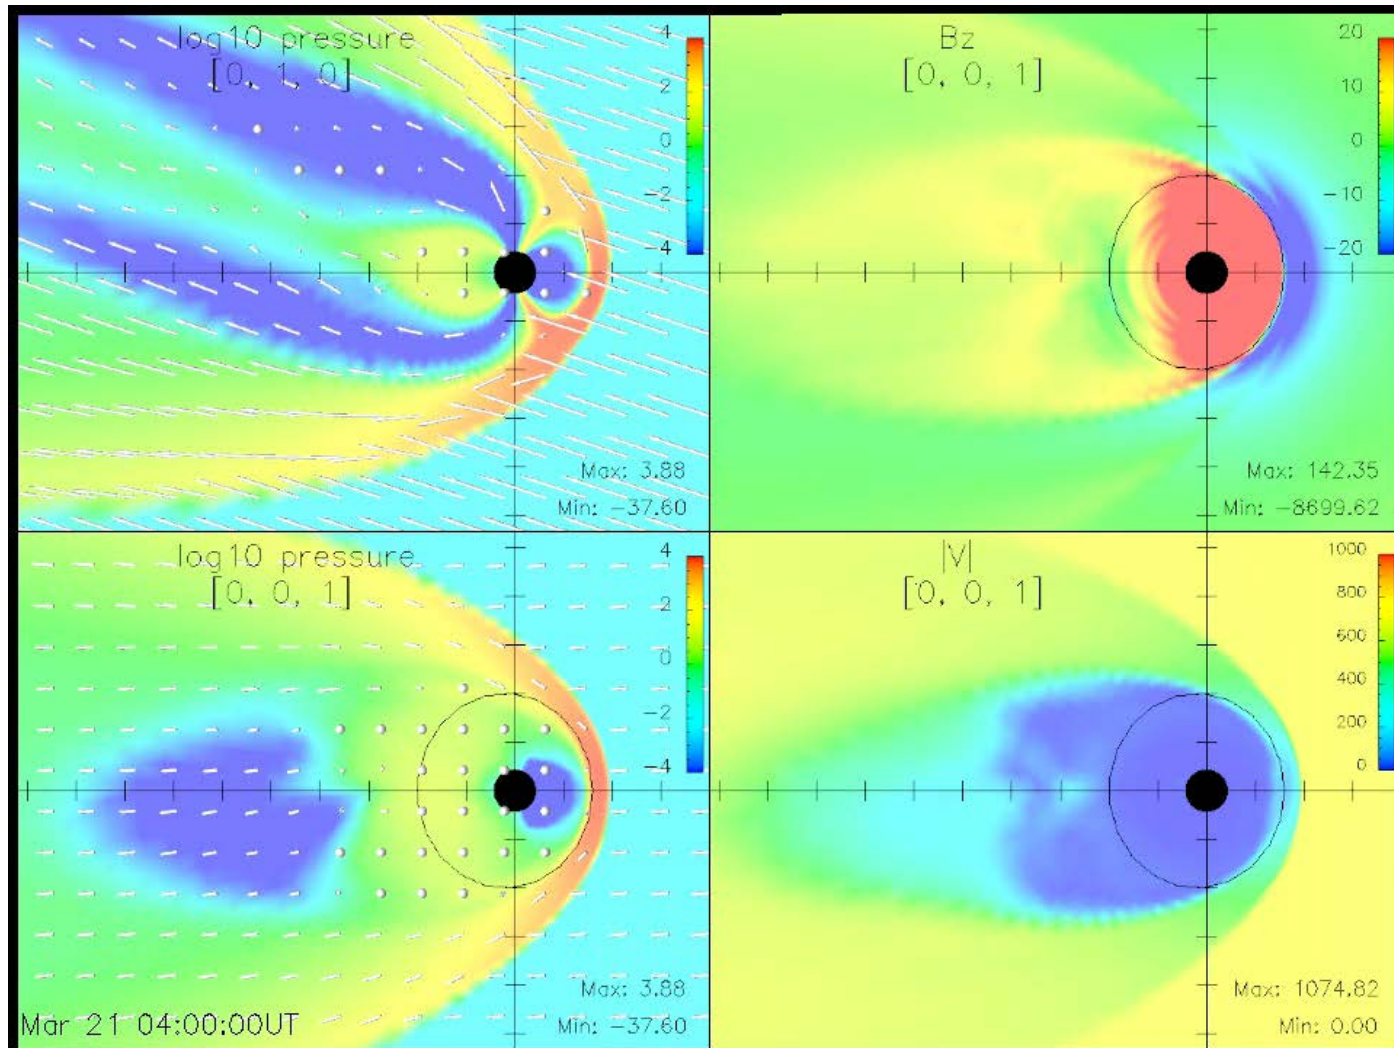 log10 pressure
[0, 1, 0]
4
2
0
−2
−4
Max: 3.88
Min: −37.60
Bz
[0, 0, 1]
20
10
0
−10
−20
Max: 142.35
Min: −8699.62
log10 pressure
[0, 0, 1]
4
2
0
−2
−4
Max: 3.88
Min: −37.60
Mar 21 04:00:00UT
|V|
[0, 0, 1]
1000
800
600
400
200
0
Max: 1074.82
Min: 0.00